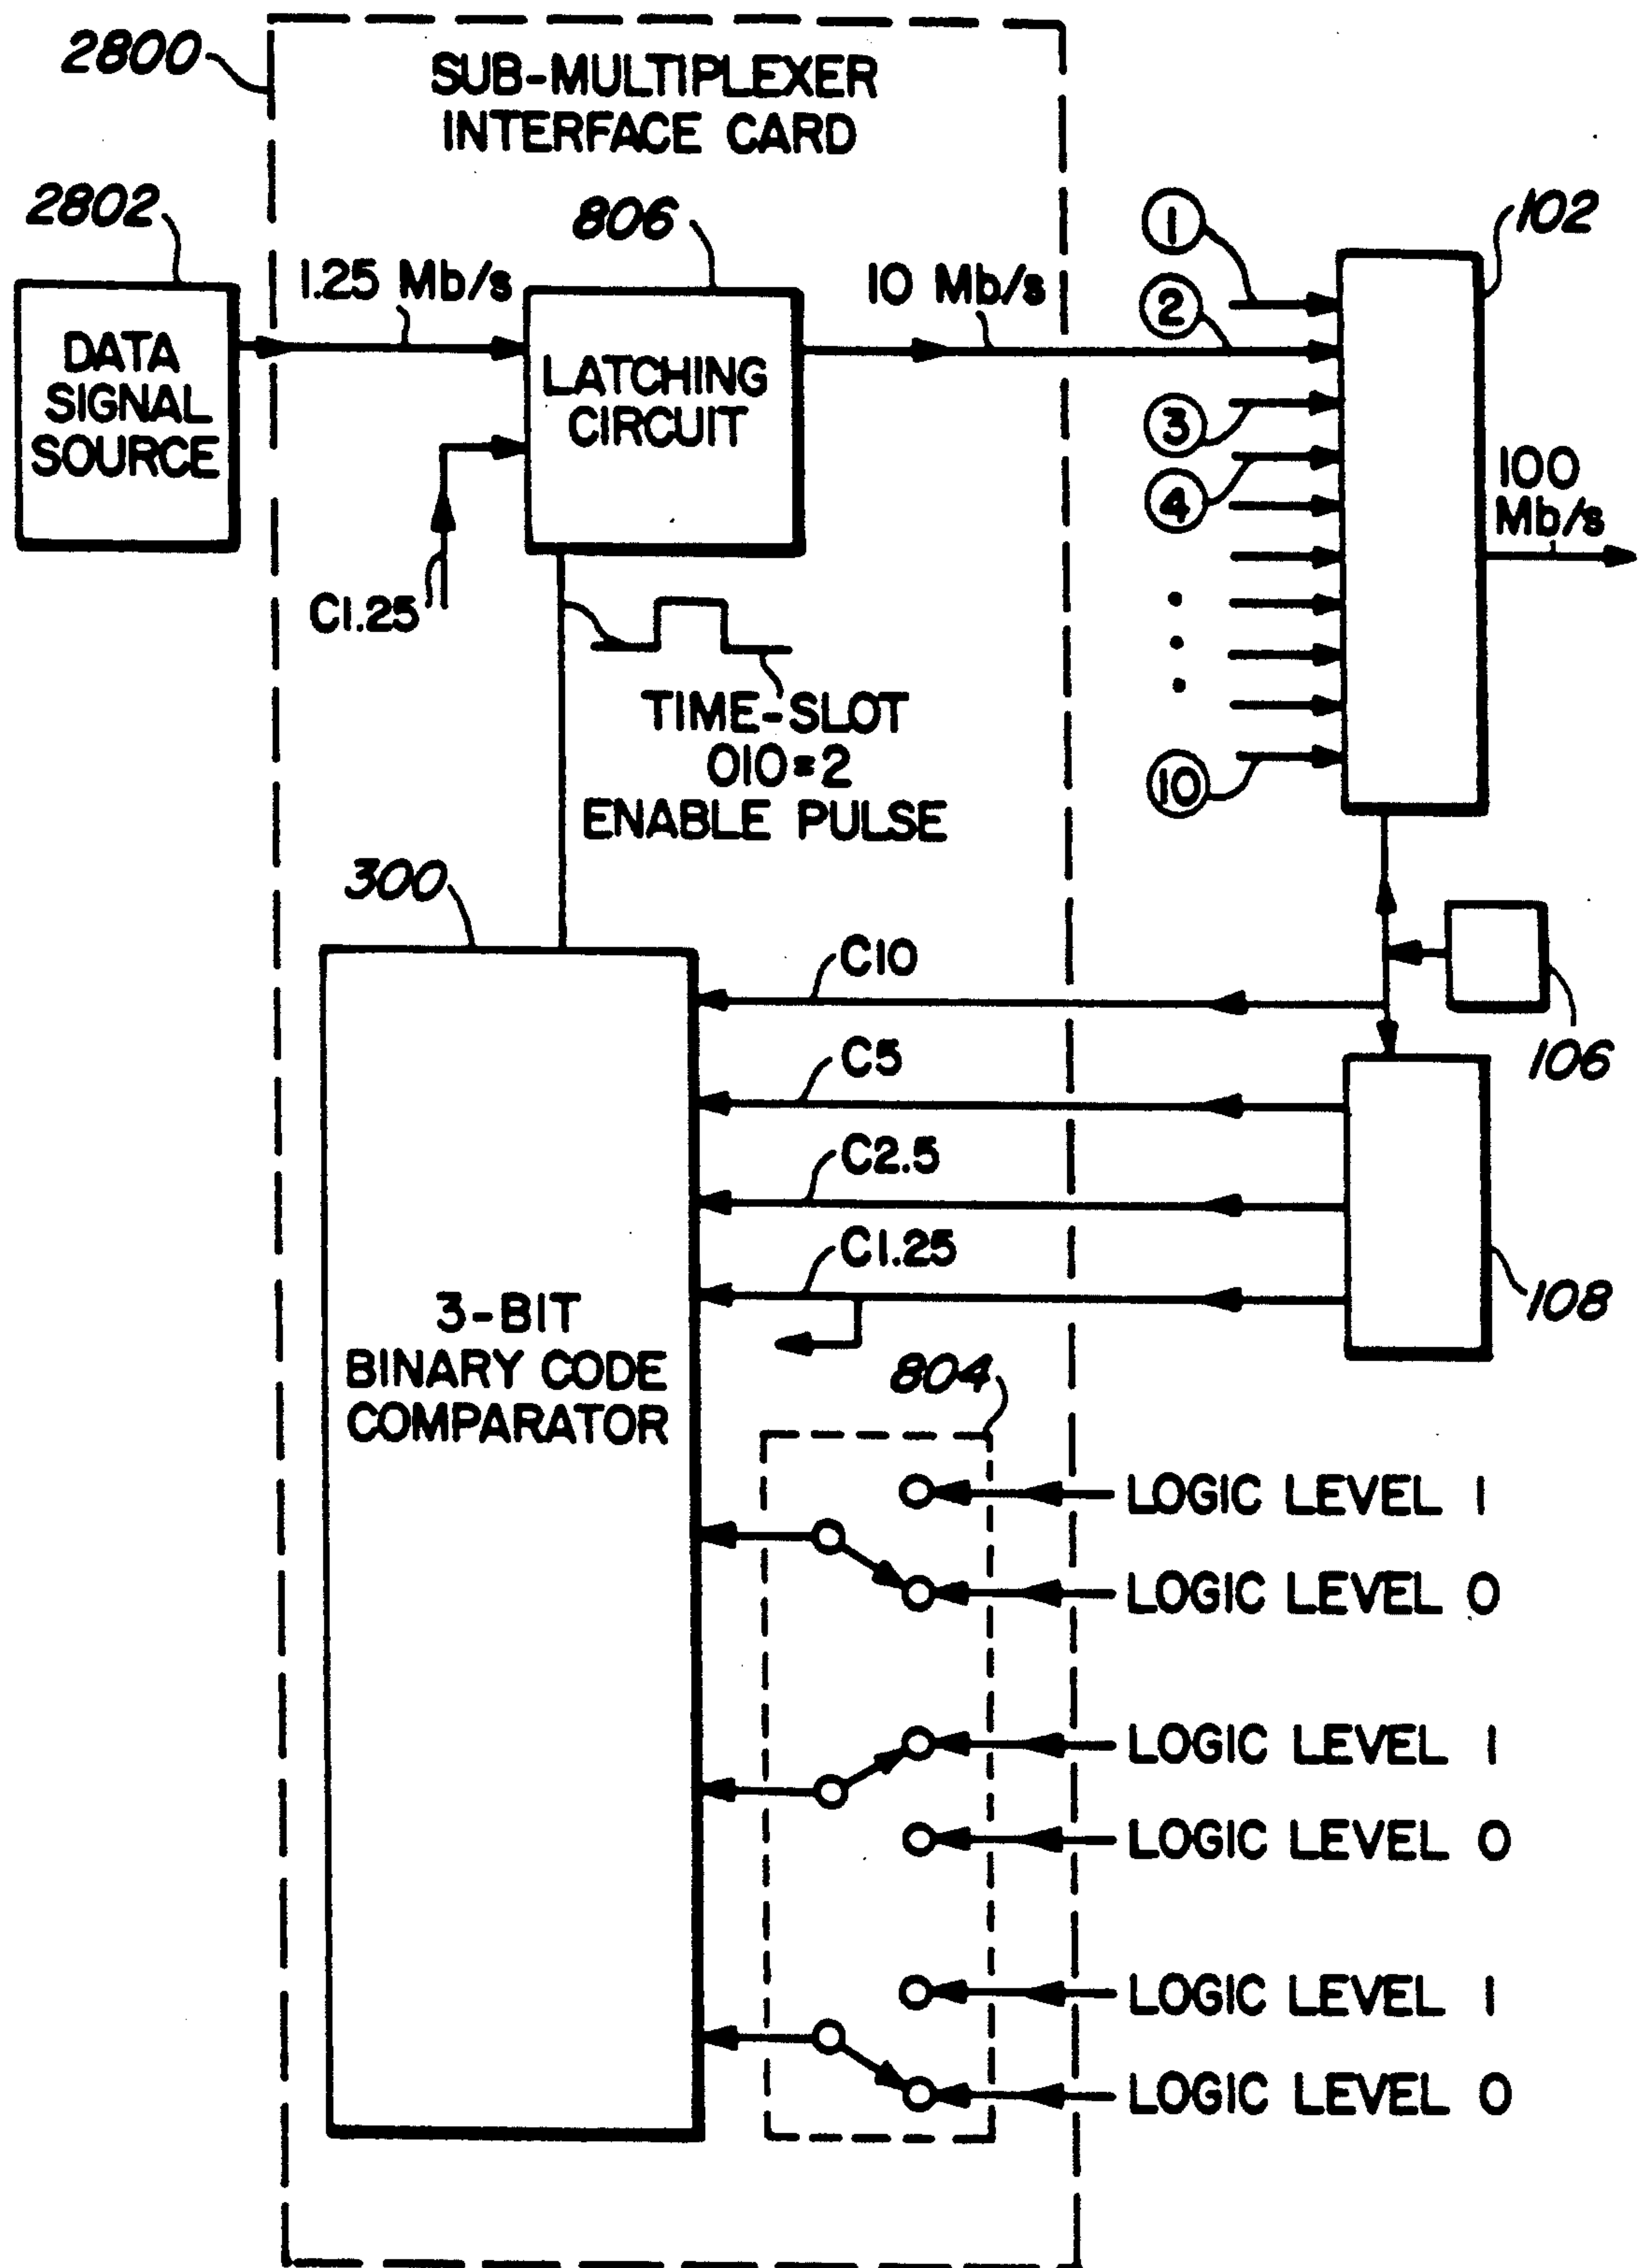 2800
SUB-MULTIPLEXER
INTERFACE CARD
2802
806
102
1.25 Mb/s
10 Mb/s
1
2
3
4
10
DATA
SIGNAL
SOURCE
LATCHING
CIRCUIT
100
Mb/s
C1.25
TIME-SLOT
010=2
ENABLE PULSE
300
C10
106
C5
C2.5
C1.25
108
3-BIT
BINARY CODE
COMPARATOR
804
LOGIC LEVEL 1
LOGIC LEVEL 0
LOGIC LEVEL 1
LOGIC LEVEL 0
LOGIC LEVEL 1
LOGIC LEVEL 0